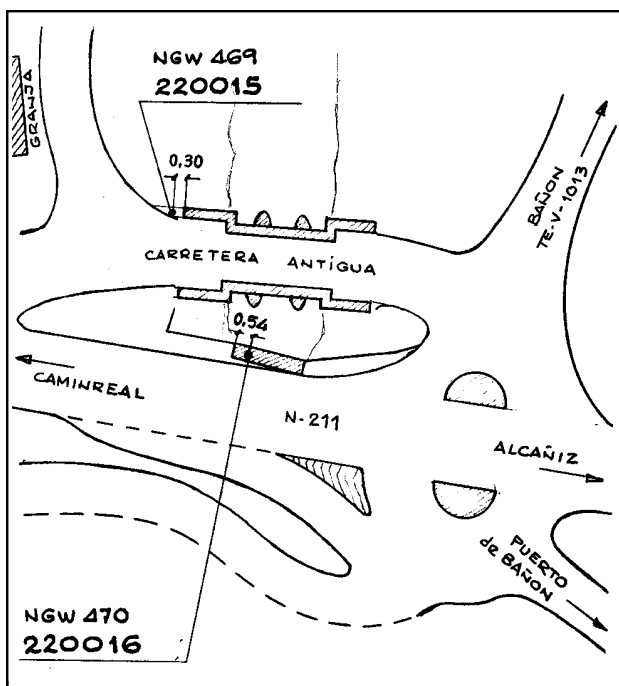 NGW 469
220015
GRANJA
0,30
BAÑON
TE-V-1013
CARRETERA ANTÍGUA
0,54
CAMINREAL
N-211
ALCAÑIZ
PUERTO
de BAÑON
NGW 470
220016